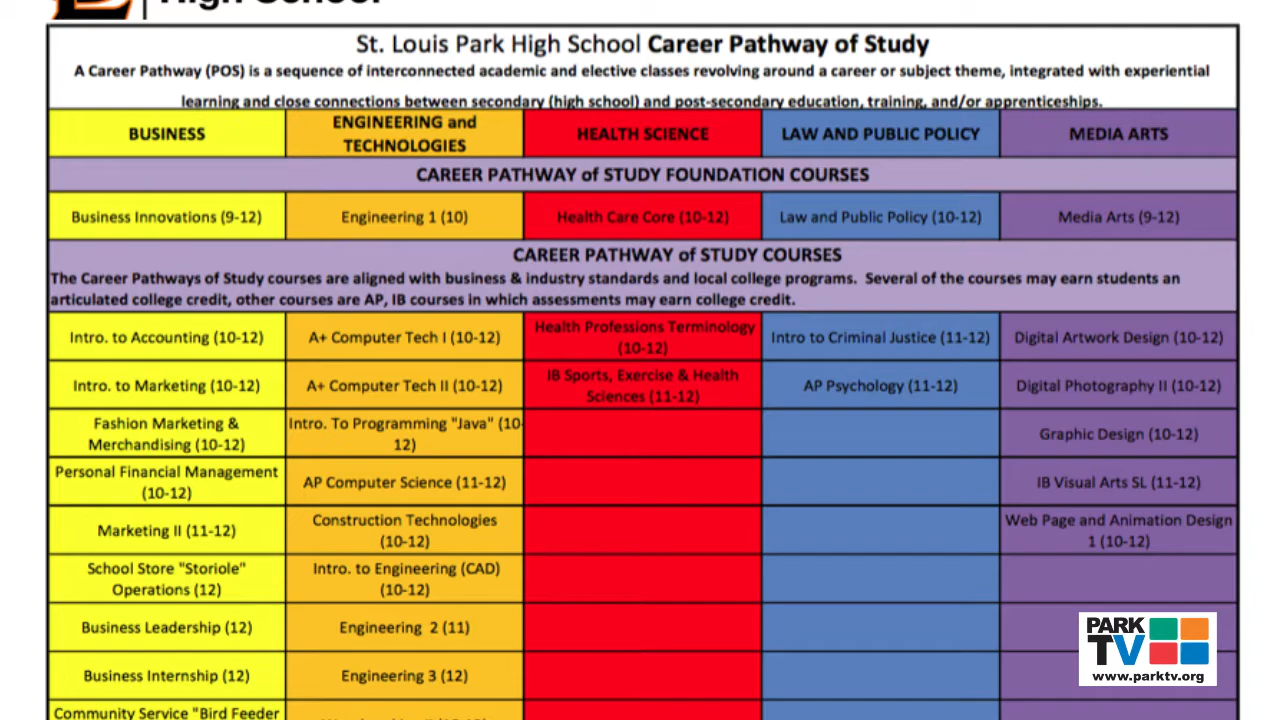 High School
St. Louis Park High School Career Pathway of Study
A Career Pathway (POS) is a sequence of interconnected academic and elective classes revolving around a career or subject theme, integrated with experiential
learning and close connections between secondary (high school) and post-secondary education, training, and/or apprenticeships.
BUSINESS
ENGINEERING and
TECHNOLOGIES
HEALTH SCIENCE
LAW AND PUBLIC POLICY
MEDIA ARTS
CAREER PATHWAY of STUDY FOUNDATION COURSES
Business Innovations (9-12)
Engineering 1 (10)
Health Care Core (10-12)
Law and Public Policy (10-12)
Media Arts (9-12)
CAREER PATHWAY of STUDY COURSES
The Career Pathways of Study courses are aligned with business & industry standards and local college programs. Several of the courses may earn students an
articulated college credit, other courses are AP, IB courses in which assessments may earn college credit.
Intro. to Accounting (10-12)
A+ Computer Tech I (10-12)
Health Professions Terminology
(10-12)
Intro to Criminal Justice (11-12)
Digital Artwork Design (10-12)
Intro. to Marketing (10-12)
A+ Computer Tech II (10-12)
IB Sports, Exercise & Health
Sciences (11-12)
AP Psychology (11-12)
Digital Photography II (10-12)
Fashion Marketing &
Merchandising (10-12)
Intro. To Programming "Java" (10-
12)
Graphic Design (10-12)
Personal Financial Management
(10-12)
AP Computer Science (11-12)
IB Visual Arts SL (11-12)
Marketing II (11-12)
Construction Technologies
(10-12)
Web Page and Animation Design
1 (10-12)
School Store "Storiole"
Operations (12)
Intro. to Engineering (CAD)
(10-12)
Business Leadership (12)
Engineering 2 (11)
Business Internship (12)
Engineering 3 (12)
Community Service "Bird Feeder
PARK
TV
www.parktv.org